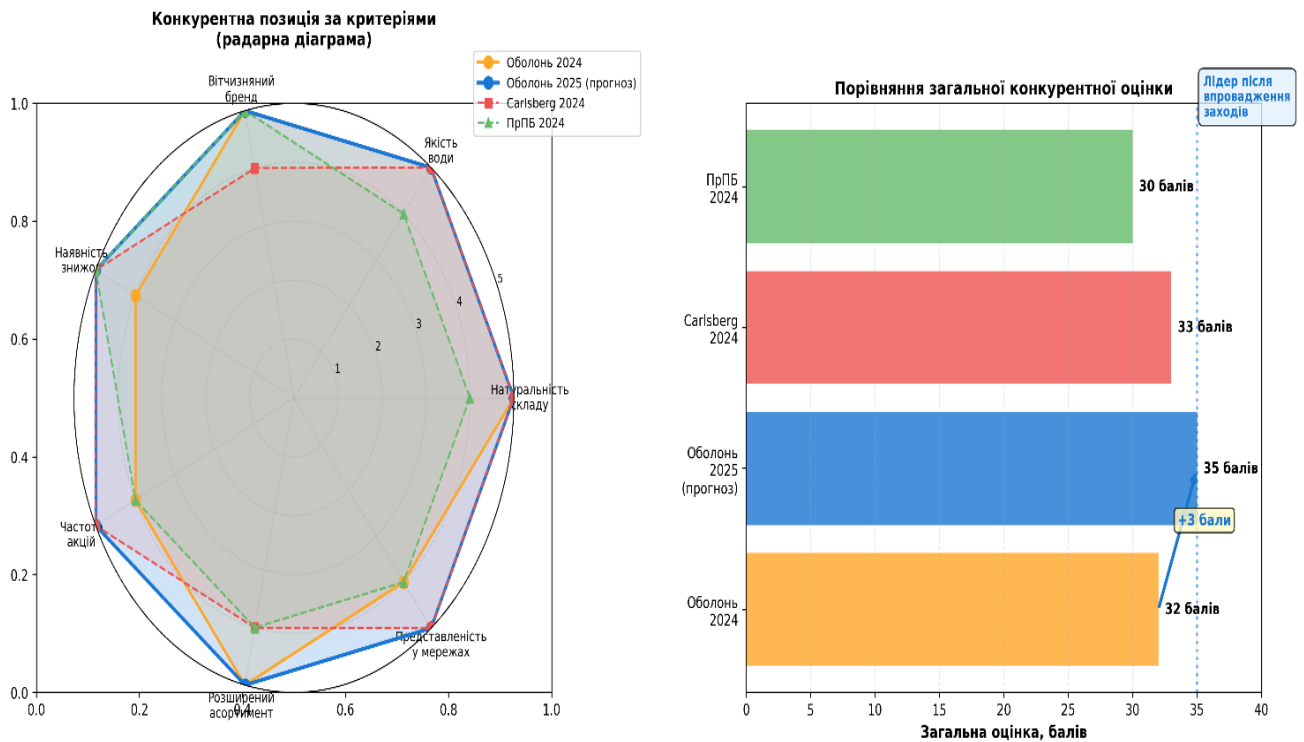 Конкурентна позиція за критеріями
(радарна діаграма)
Оболонь 2024
Оболонь 2025 (прогноз)
Carlsberg 2024
ПрПБ 2024
Вітчизняний
бренд
Якість
води
Наявність
знижок
Натуральність
складу
Частота
акцій
Представленість
у мережах
Розширений
асортимент
1
2
3
4
5
1.0
0.8
0.6
0.4
0.2
0.0
0.0
0.2
0.4
0.6
0.8
1.0
Порівняння загальної конкурентної оцінки
Лідер після
впровадження
заходів
ПрПБ
2024
30 балів
Carlsberg
2024
33 балів
Оболонь
2025
(прогноз)
35 балів
+3 бали
Оболонь
2024
32 балів
0
5
10
15
20
25
30
35
40
Загальна оцінка, балів